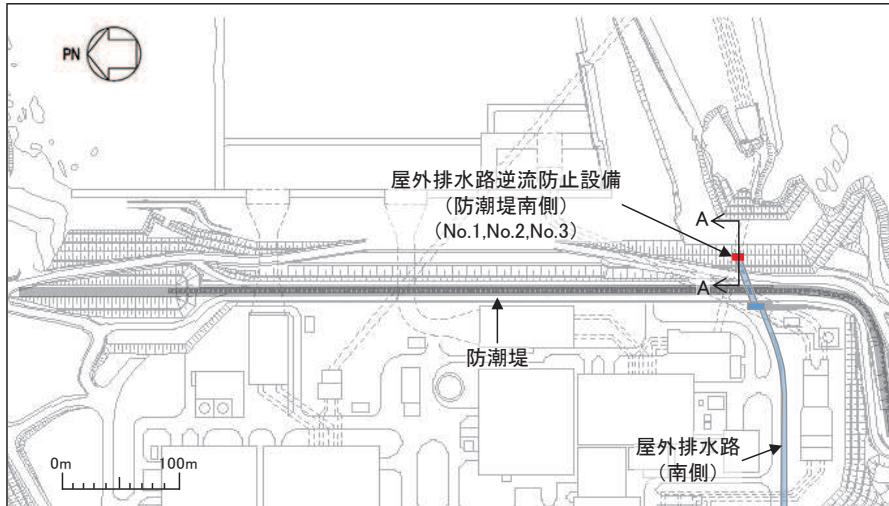 PN
屋外排水路逆流防止設備
（防潮堤南側）
（No.1,No.2,No.3）
A
A
防潮堤
屋外排水路
（南側）
0m
100m